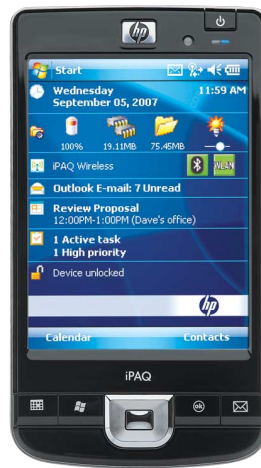 hp
Start
Wednesday 11:59 AM
September 05, 2007
100% 19.11MB 75.45MB
iPAQ Wireless WLAN
Outlook E-mail: 7 Unread
Review Proposal
12:00PM-1:00PM (Dave's office)
1 Active task
1 High priority
Device unlocked
hp
Calendar Contacts
iPAQ
ok